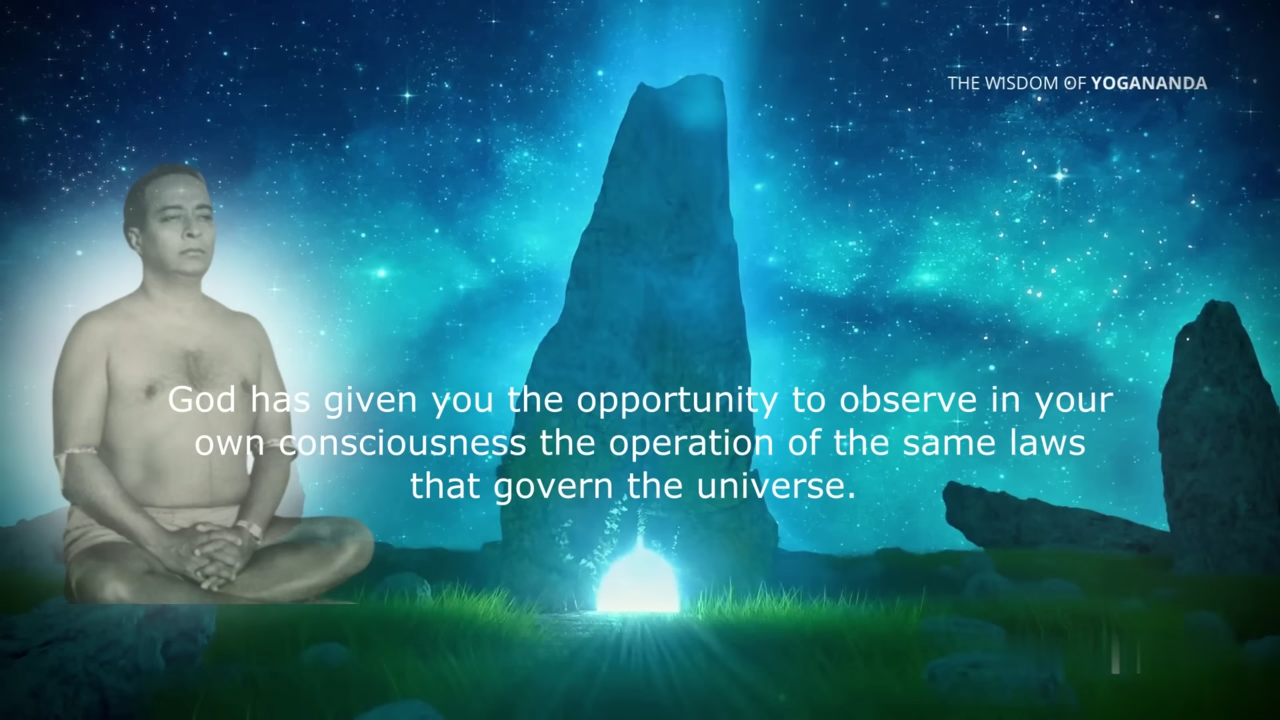 THE WISDOM OF YOGANANDA
God has given you the opportunity to observe in your
own consciousness the operation of the same laws
that govern the universe.